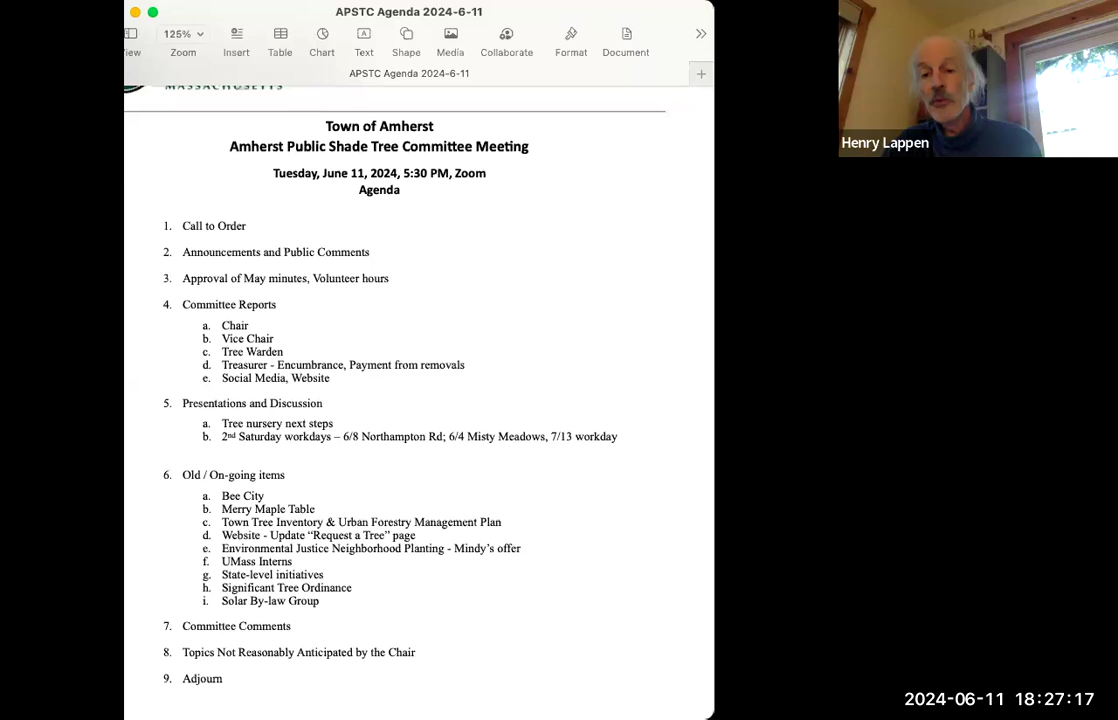 APSTC Agenda 2024-6-11
125%
View Zoom Insert Table Chart Text Shape Media Collaborate Format Document
APSTC Agenda 2024-6-11
MASSACHUSETTS
Town of Amherst
Amherst Public Shade Tree Committee Meeting
Tuesday, June 11, 2024, 5:30 PM, Zoom
Agenda
1. Call to Order
2. Announcements and Public Comments
3. Approval of May minutes, Volunteer hours
4. Committee Reports
a. Chair
b. Vice Chair
c. Tree Warden
d. Treasurer - Encumbrance, Payment from removals
e. Social Media, Website
5. Presentations and Discussion
a. Tree nursery next steps
b. 2nd Saturday workdays – 6/8 Northampton Rd; 6/4 Misty Meadows, 7/13 workday
6. Old / On-going items
a. Bee City
b. Merry Maple Table
c. Town Tree Inventory & Urban Forestry Management Plan
d. Website - Update “Request a Tree” page
e. Environmental Justice Neighborhood Planting - Mindy’s offer
f. UMass Interns
g. State-level initiatives
h. Significant Tree Ordinance
i. Solar By-law Group
7. Committee Comments
8. Topics Not Reasonably Anticipated by the Chair
9. Adjourn
Henry Lappen
2024-06-11 18:27:17